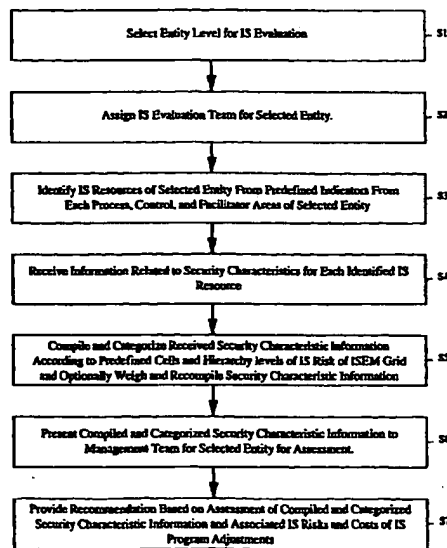 Select Entity Level for IS Evaluation
S1
Assign IS Evaluation Team for Selected Entity.
S2
Identify IS Resources of Selected Entity From Predefined Indicators From
Each Process, Control, and Facilitator Areas of Selected Entity
S3
Receive Information Related to Security Characteristics for Each Identified IS
Resource
S4
Compile and Categorize Received Security Characteristic Information
According to Predefined Cells and Hierarchy levels of IS Risk of ISEM Grid
and Optionally Weigh and Recompile Security Characteristic Information
S5
Present Compiled and Categorized Security Characteristic Information to
Management Team for Selected Entity for Assessment.
Provide Recommendation Based on Assessment of Compiled and Categorized
Security Characteristic Information and Associated IS Risks and Costs of IS
Program Adjustments